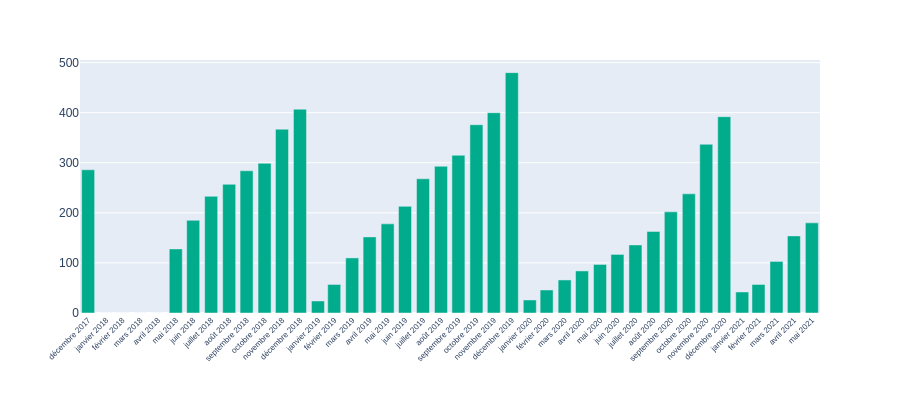 500
400
300
200
100
0
décembre 2017
janvier 2018
février 2018
mars 2018
avril 2018
mai 2018
juin 2018
juillet 2018
août 2018
septembre 2018
octobre 2018
novembre 2018
décembre 2018
janvier 2019
février 2019
mars 2019
avril 2019
mai 2019
juin 2019
juillet 2019
août 2019
septembre 2019
octobre 2019
novembre 2019
décembre 2019
janvier 2020
février 2020
mars 2020
avril 2020
mai 2020
juin 2020
juillet 2020
août 2020
septembre 2020
octobre 2020
novembre 2020
décembre 2020
janvier 2021
février 2021
mars 2021
avril 2021
mai 2021